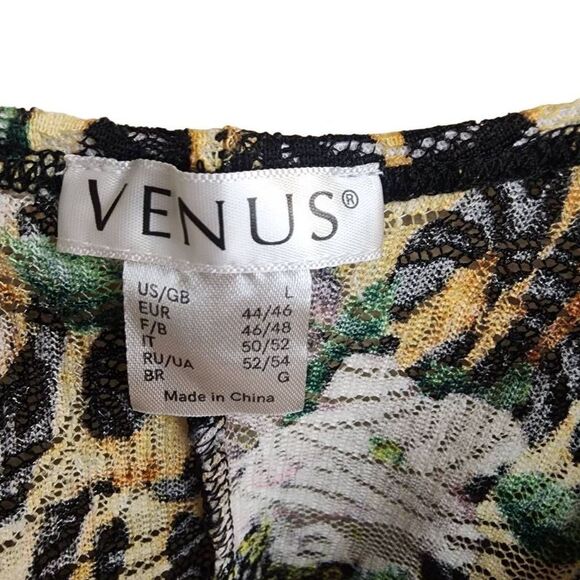 VENUS®
US/GB L
EUR 44/46
F/B 46/48
IT 50/52
RU/UA 52/54
BR G
Made in China